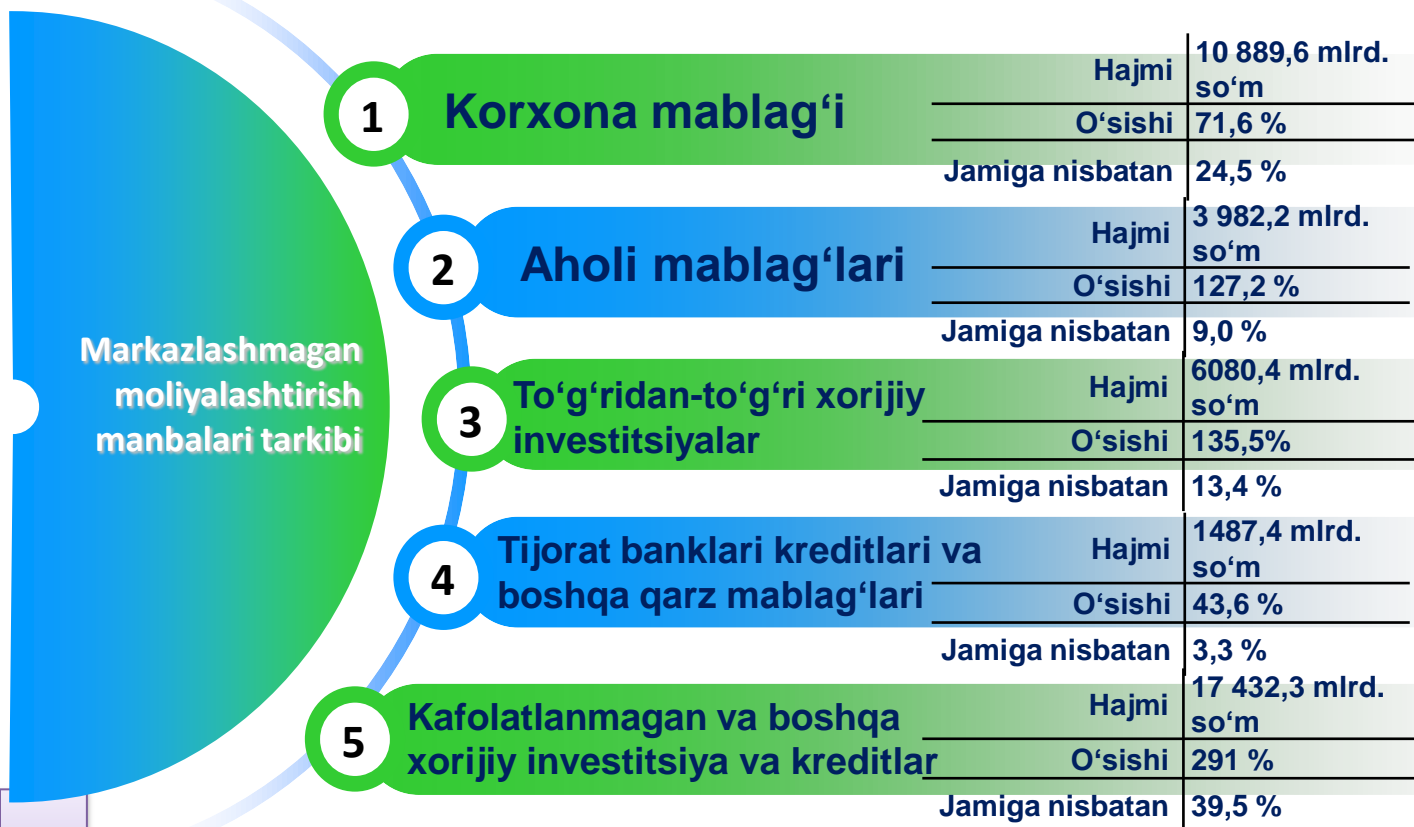 Markazlashmagan
moliyalashtirish
manbalari tarkibi
1
Korxona mablag‘i
Hajmi
10 889,6 mlrd.
so‘m
O‘sishi
71,6 %
Jamiga nisbatan
24,5 %
2
Aholi mablag‘lari
Hajmi
3 982,2 mlrd.
so‘m
O‘sishi
127,2 %
Jamiga nisbatan
9,0 %
3
To‘g‘ridan-to‘g‘ri xorijiy
investitsiyalar
Hajmi
6080,4 mlrd.
so‘m
O‘sishi
135,5%
Jamiga nisbatan
13,4 %
4
Tijorat banklari kreditlari va
boshqa qarz mablag‘lari
Hajmi
1487,4 mlrd.
so‘m
O‘sishi
43,6 %
Jamiga nisbatan
3,3 %
5
Kafolatlanmagan va boshqa
xorijiy investitsiya va kreditlar
Hajmi
17 432,3 mlrd.
so‘m
O‘sishi
291 %
Jamiga nisbatan
39,5 %